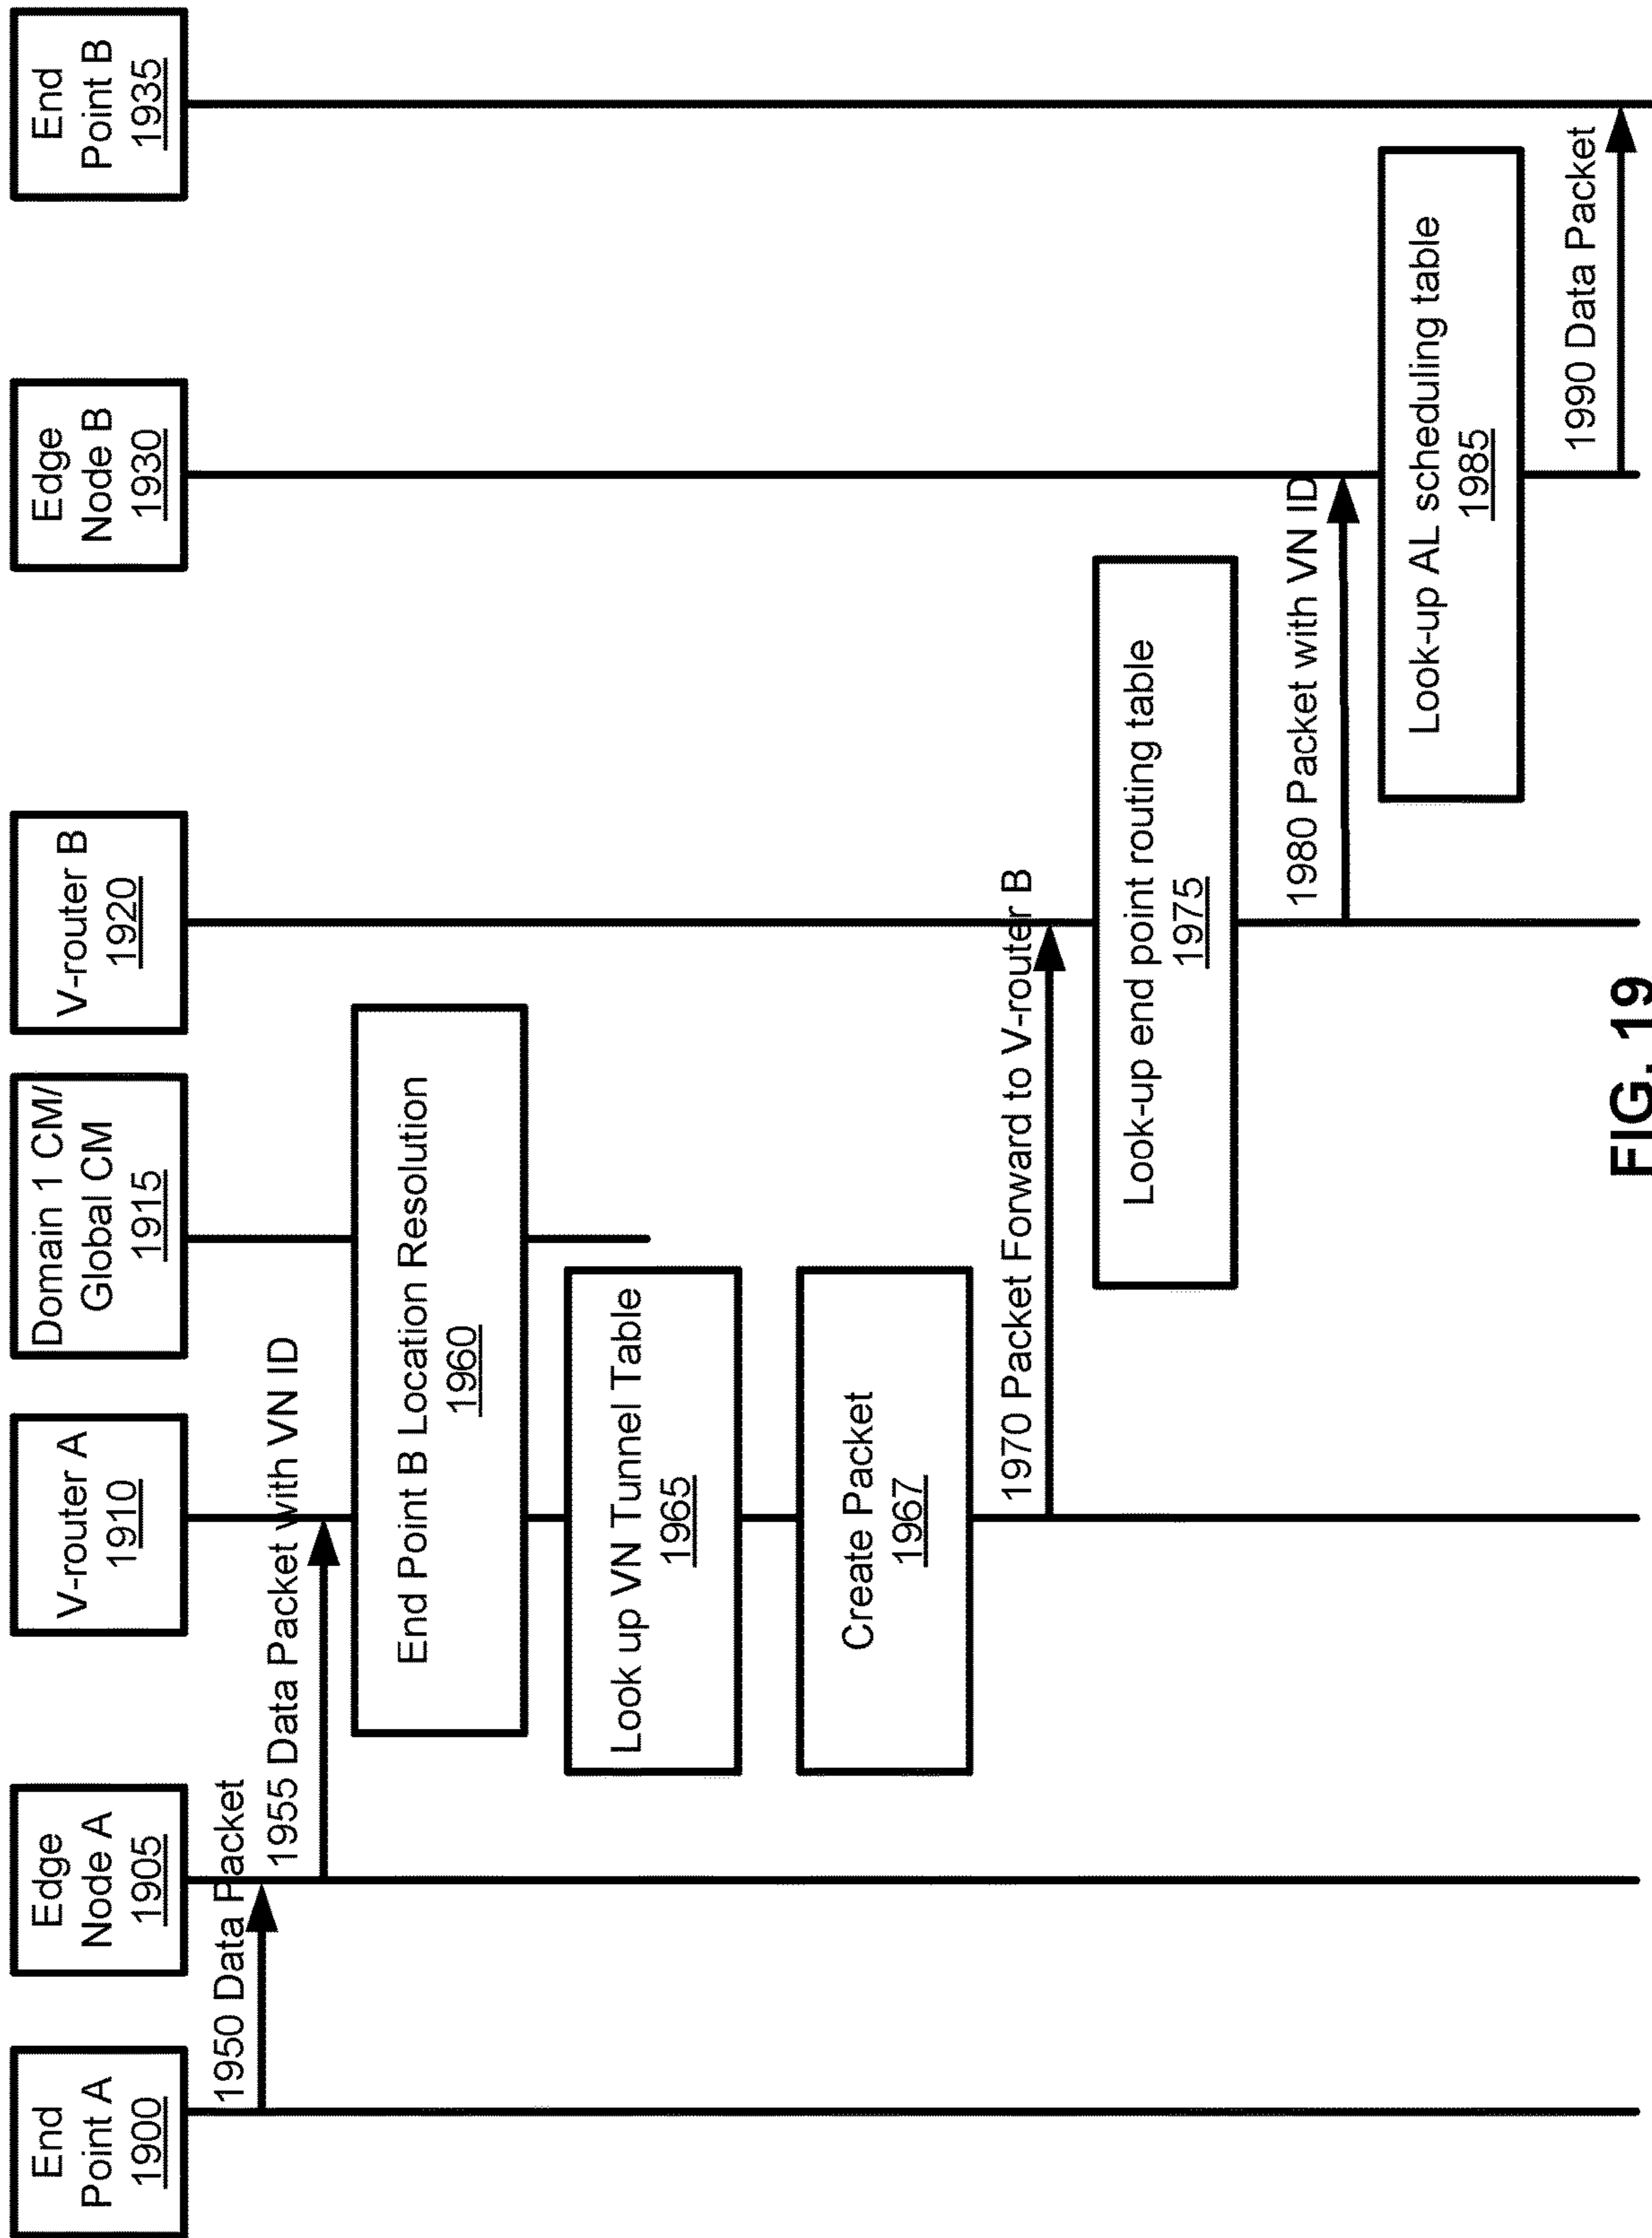 End
Point A
1900
Edge
Node A
1905
V-router A
1910
Domain 1 CM/
Global CM
1915
V-router B
1920
Edge
Node B
1930
End
Point B
1935
1950 Data Packet
1955 Data Packet with VN ID
End Point B Location Resolution
1960
Look up VN Tunnel Table
1965
Create Packet
1967
1970 Packet Forward to V-router B
Look-up end point routing table
1975
1980 Packet with VN ID
Look-up AL scheduling table
1985
1990 Data Packet
FIG. 19